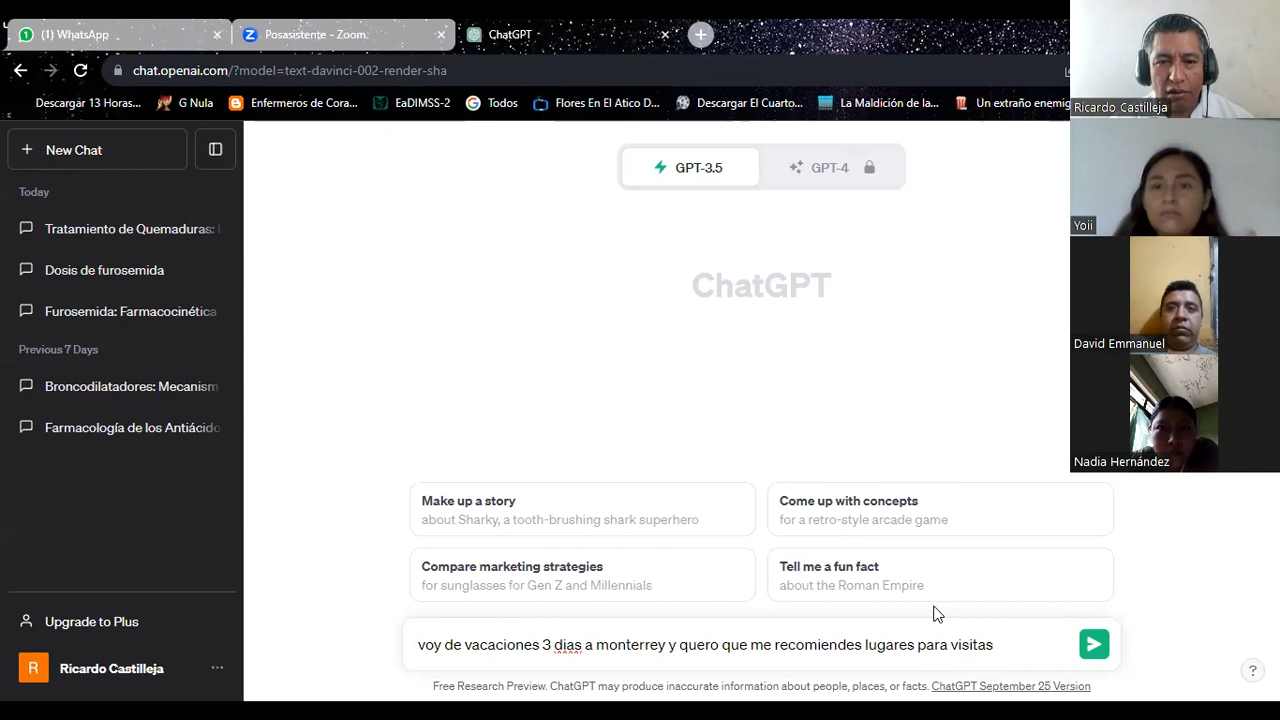 (1) WhatsApp
Posasistente - Zoom.
ChatGPT
chat.openai.com/?model=text-davinci-002-render-sha
Descargar 13 Horas...
G Nula
Enfermeros de Cora...
EaDIMSS-2
Todos
Flores En El Atico D...
Descargar El Cuarto...
La Maldición de la...
Un extraño enemig
New Chat
Today
Tratamiento de Quemaduras:
Dosis de furosemida
Furosemida: Farmacocinética
Previous 7 Days
Broncodilatadores: Mecanism
Farmacología de los Antiácido
Upgrade to Plus
R
Ricardo Castilleja
GPT-3.5
GPT-4
ChatGPT
Make up a story
about Sharky, a tooth-brushing shark superhero
Come up with concepts
for a retro-style arcade game
Compare marketing strategies
for sunglasses for Gen Z and Millennials
Tell me a fun fact
about the Roman Empire
voy de vacaciones 3 dias a monterrey y quero que me recomiendes lugares para visitas
Free Research Preview. ChatGPT may produce inaccurate information about people, places, or facts. ChatGPT September 25 Version
?
Ricardo Castilleja
Yoii
David Emmanuel
Nadia Hernández